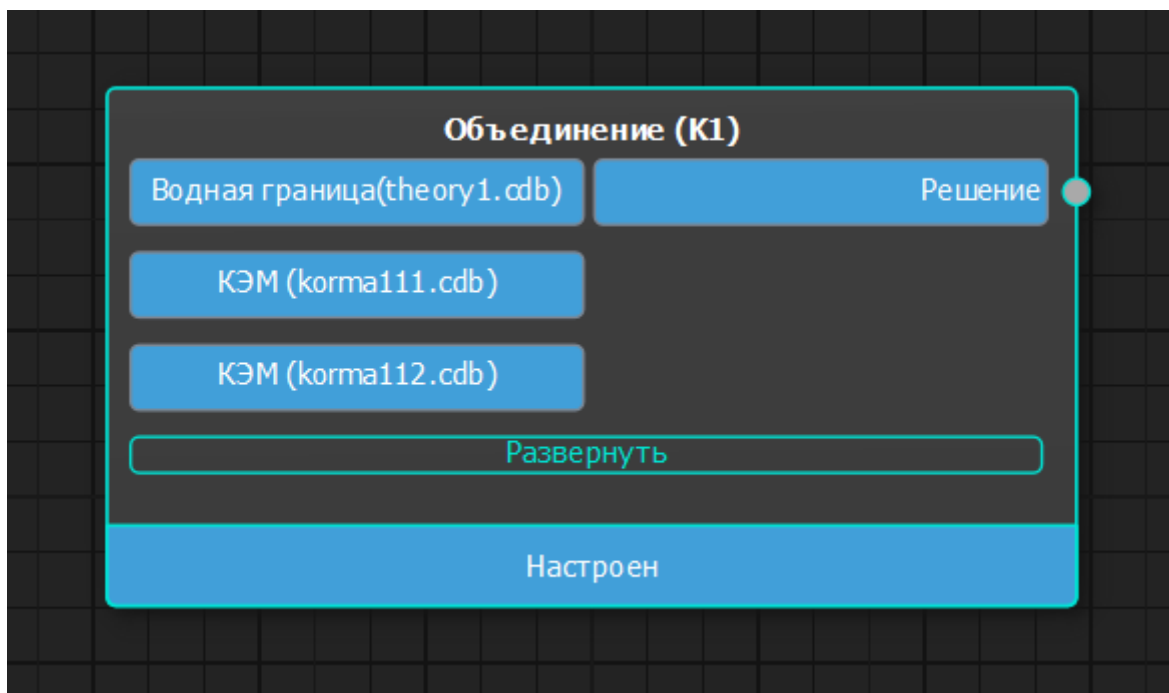 Объединение (К1)
Водная граница(theory1.cdb)
Решение
КЭМ (korma111.cdb)
КЭМ (korma112.cdb)
Развернуть
Настроен